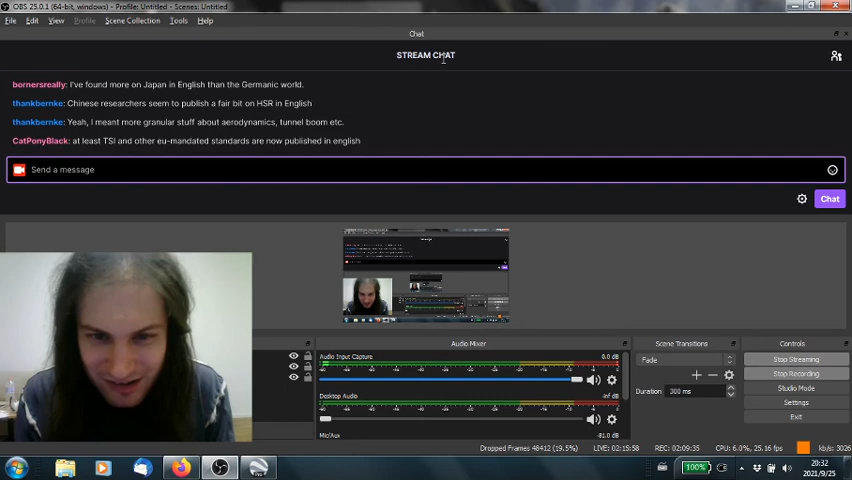 OBS 25.0.1 (64-bit, windows) - Profile: Untitled - Scenes: Untitled
File Edit View Profile Scene Collection Tools Help
Chat
STREAM CHAT
bornersreally: I've found more on Japan in English than the Germanic world.
thankbernke: Chinese researchers seem to publish a fair bit on HSR in English
thankbernke: Yeah, I meant more granular stuff about aerodynamics, tunnel boom etc.
CatPonyBlack: at least TSI and other eu-mandated standards are now published in english
Send a message
Chat
Audio Mixer
Scene Transitions
Controls
Audio Input Capture 0.0 dB
Fade
Stop Streaming
Stop Recording
Desktop Audio -inf dB
Duration 300 ms
Studio Mode
Settings
Mic/Aux -81.0 dB
Exit
Dropped Frames 48412 (19.5%) LIVE: 02:15:58 REC: 02:09:35 CPU: 6.0%, 25.16 fps kb/s: 3026
100%
20:32
2021/9/25